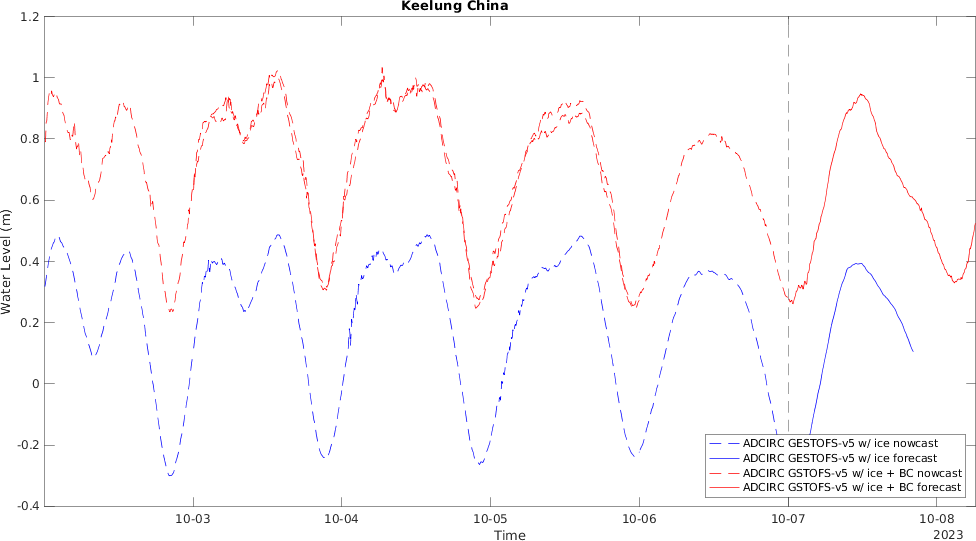 Keelung China
1.2
1
0.8
0.6
0.4
0.2
0
-0.2
-0.4
Water Level (m)
ADCIRC GESTOFS-v5 w/ ice nowcast
ADCIRC GESTOFS-v5 w/ ice forecast
ADCIRC GSTOFS-v5 w/ ice + BC nowcast
ADCIRC GSTOFS-v5 w/ ice + BC forecast
10-03 10-04 10-05 10-06 10-07 10-08
Time 2023